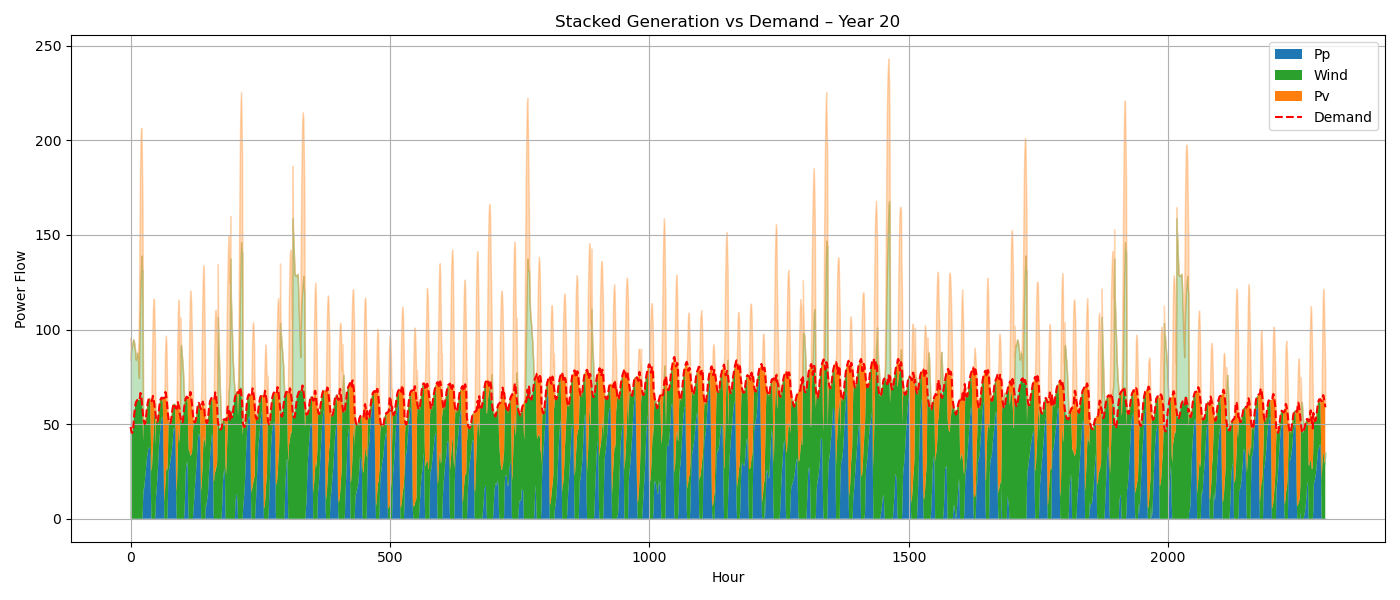 Stacked Generation vs Demand – Year 20
250
200
150
100
50
0
Power Flow
Pp
Wind
Pv
Demand
0 500 1000 1500 2000
Hour